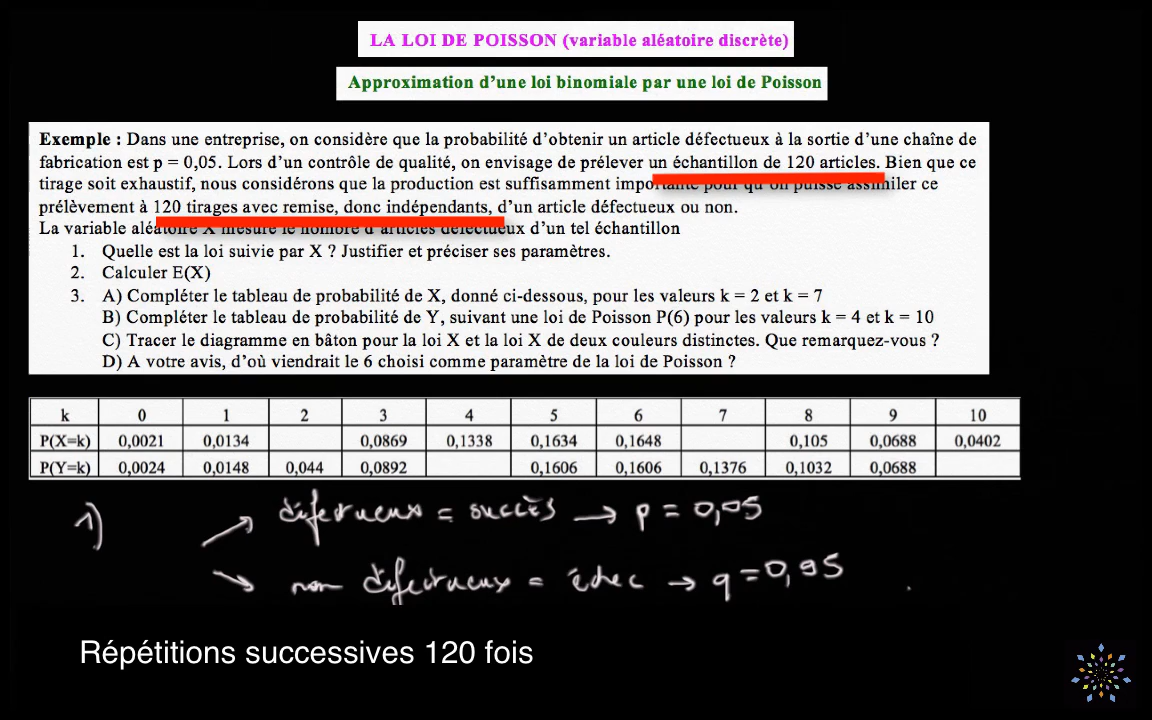 LA LOI DE POISSON (variable aléatoire discrète)
Approximation d'une loi binomiale par une loi de Poisson
Exemple : Dans une entreprise, on considère que la probabilité d'obtenir un article défectueux à la sortie d'une chaîne de
fabrication est p = 0,05. Lors d'un contrôle de qualité, on envisage de prélever un échantillon de 120 articles. Bien que ce
tirage soit exhaustif, nous considérons que la production est suffisamment importante pour qu'on puisse assimiler ce
prélèvement à 120 tirages avec remise, donc indépendants, d'un article défectueux ou non.
La variable aléatoire X mesure le nombre d'articles défectueux d'un tel échantillon
1. Quelle est la loi suivie par X ? Justifier et préciser ses paramètres.
2. Calculer E(X)
3. A) Compléter le tableau de probabilité de X, donné ci-dessous, pour les valeurs k = 2 et k = 7
B) Compléter le tableau de probabilité de Y, suivant une loi de Poisson P(6) pour les valeurs k = 4 et k = 10
C) Tracer le diagramme en bâton pour la loi X et la loi X de deux couleurs distinctes. Que remarquez-vous ?
D) A votre avis, d'où viendrait le 6 choisi comme paramètre de la loi de Poisson ?
k 0 1 2 3 4 5 6 7 8 9 10
P(X=k) 0,0021 0,0134 0,0869 0,1338 0,1634 0,1648 0,105 0,0688 0,0402
P(Y=k) 0,0024 0,0148 0,044 0,0892 0,1606 0,1606 0,1376 0,1032 0,0688
1) ↗ défectueux = succès → p = 0,05
↘ non défectueux = échec → q = 0,95
Répétitions successives 120 fois